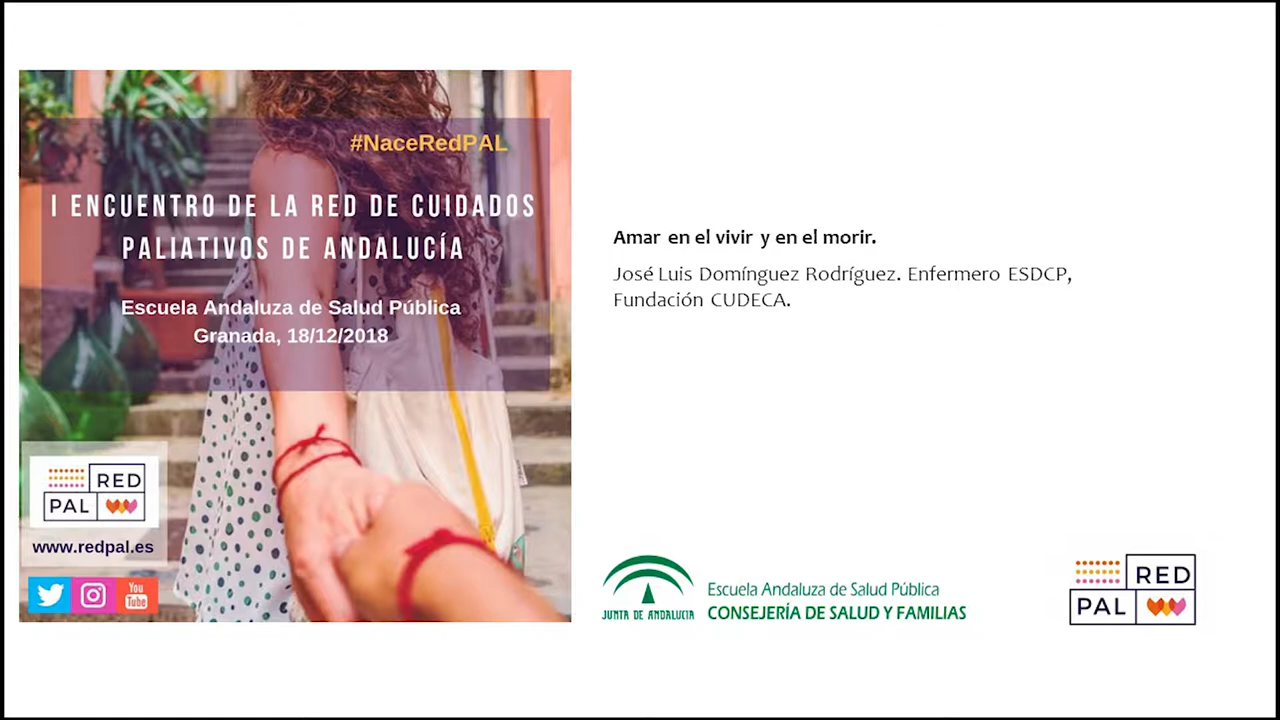 #NaceRedPAL
I ENCUENTRO DE LA RED DE CUIDADOS
PALIATIVOS DE ANDALUCÍA
Escuela Andaluza de Salud Pública
Granada, 18/12/2018
RED
PAL
www.redpal.es
You
Tube
Amar en el vivir y en el morir.
José Luis Domínguez Rodríguez. Enfermero ESDCP,
Fundación CUDECA.
JUNTA DE ANDALUCIA
Escuela Andaluza de Salud Pública
CONSEJERÍA DE SALUD Y FAMILIAS
RED
PAL